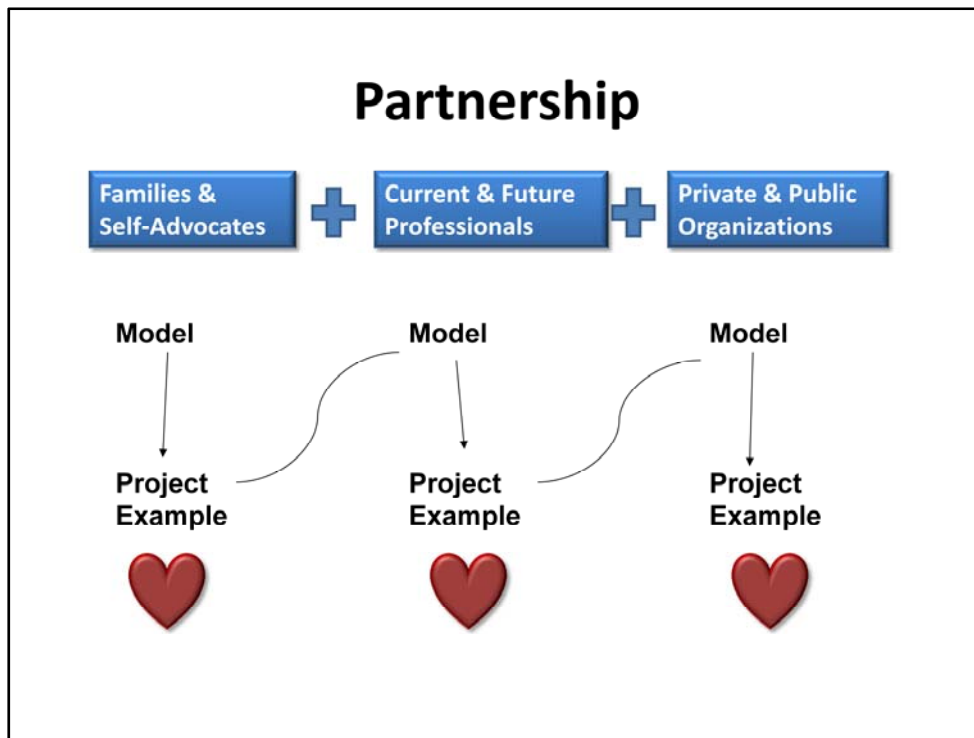 Partnership
Families &
Self-Advocates
Current & Future
Professionals
Private & Public
Organizations
Model
Model
Model
Project
Example
Project
Example
Project
Example